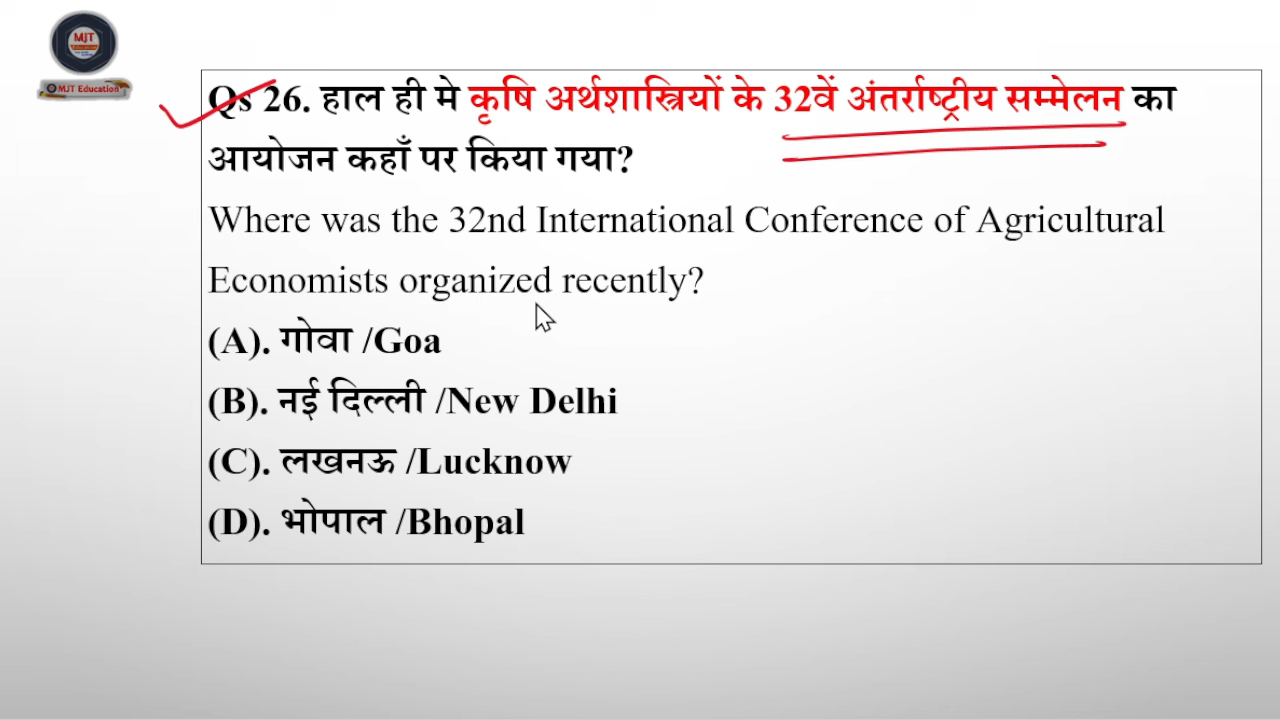 MJT
MJT Education
Qs 26. हाल ही मे कृषि अर्थशास्त्रियों के 32वें अंतर्राष्ट्रीय सम्मेलन का
आयोजन कहाँ पर किया गया?
Where was the 32nd International Conference of Agricultural
Economists organized recently?
(A). गोवा /Goa
(B). नई दिल्ली /New Delhi
(C). लखनऊ /Lucknow
(D). भोपाल /Bhopal